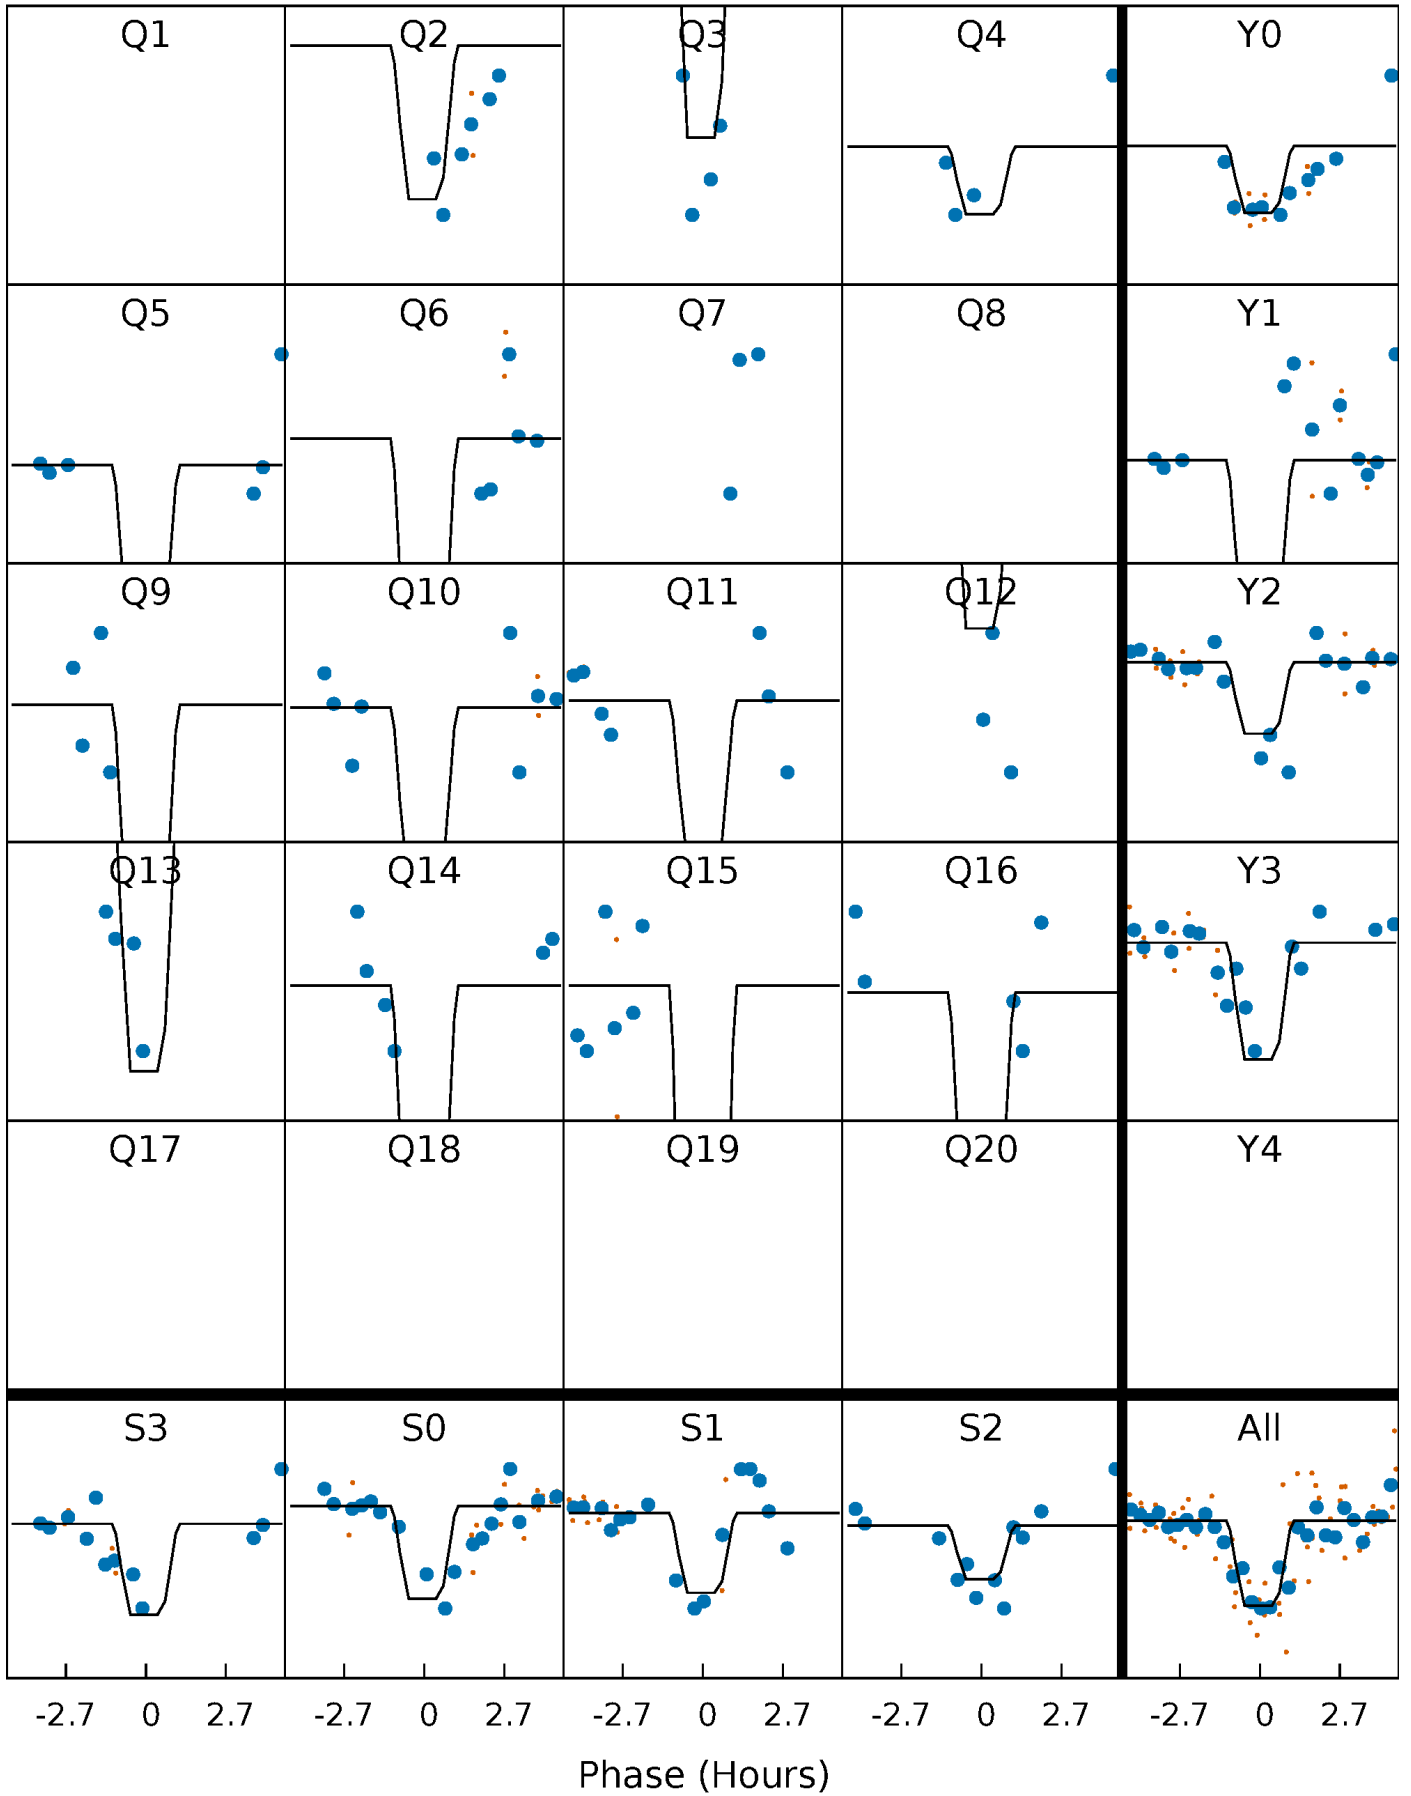 Q1 Q2 Q3 Q4 Y0
Q5 Q6 Q7 Q8 Y1
Q9 Q10 Q11 Q12 Y2
Q13 Q14 Q15 Q16 Y3
Q17 Q18 Q19 Q20 Y4
S3 S0 S1 S2 All
-2.7 0 2.7 -2.7 0 2.7 -2.7 0 2.7 -2.7 0 2.7 -2.7 0 2.7
Phase (Hours)